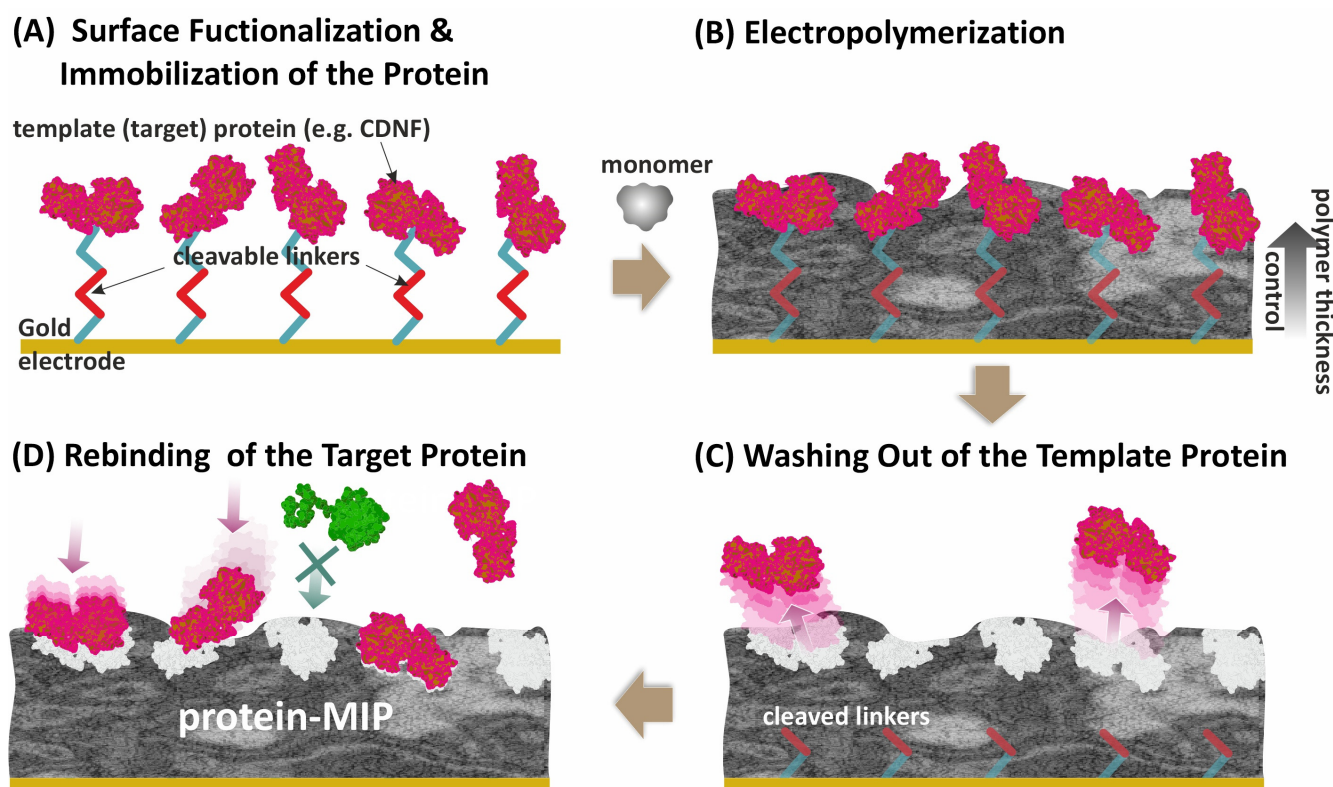 (A) Surface Fuctionalization &
Immobilization of the Protein
template (target) protein (e.g. CDNF)
cleavable linkers
Gold
electrode
monomer
(B) Electropolymerization
polymer thickness
control
(D) Rebinding of the Target Protein
protein-MIP
(C) Washing Out of the Template Protein
cleaved linkers